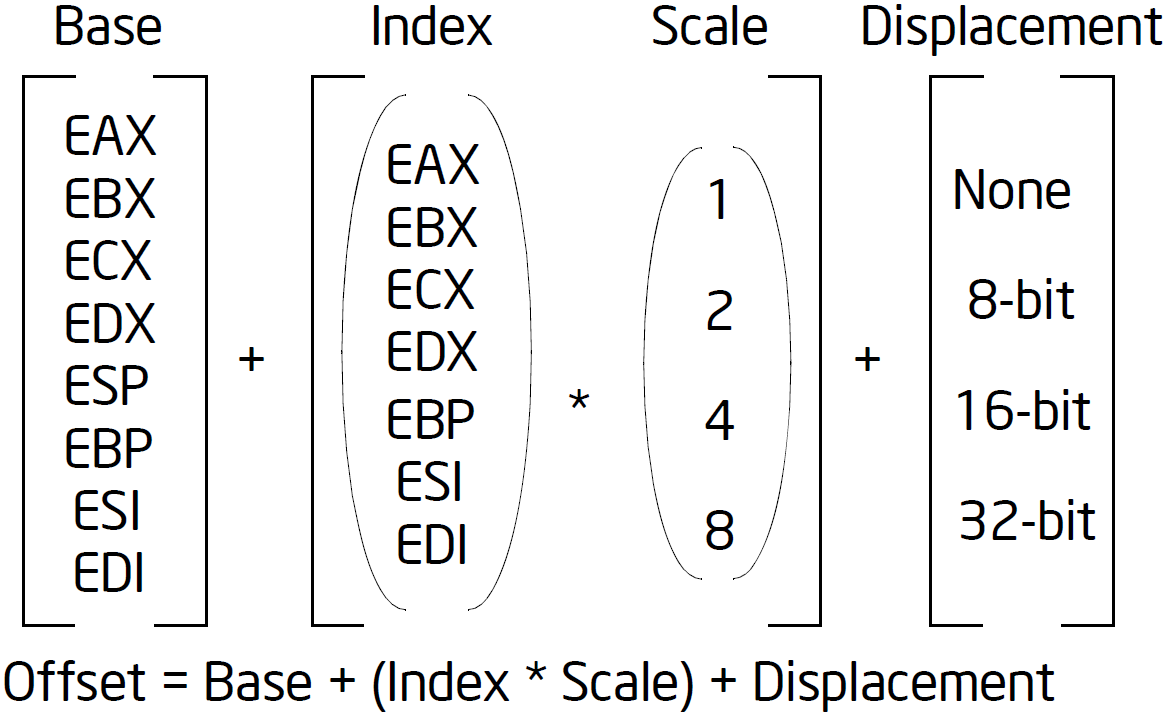 Base Index Scale Displacement
EAX
EBX
ECX
EDX
ESP
EBP
ESI
EDI
+
EAX
EBX
ECX
EDX
EBP
ESI
EDI
*
1
2
4
8
+
None
8-bit
16-bit
32-bit
Offset = Base + (Index * Scale) + Displacement